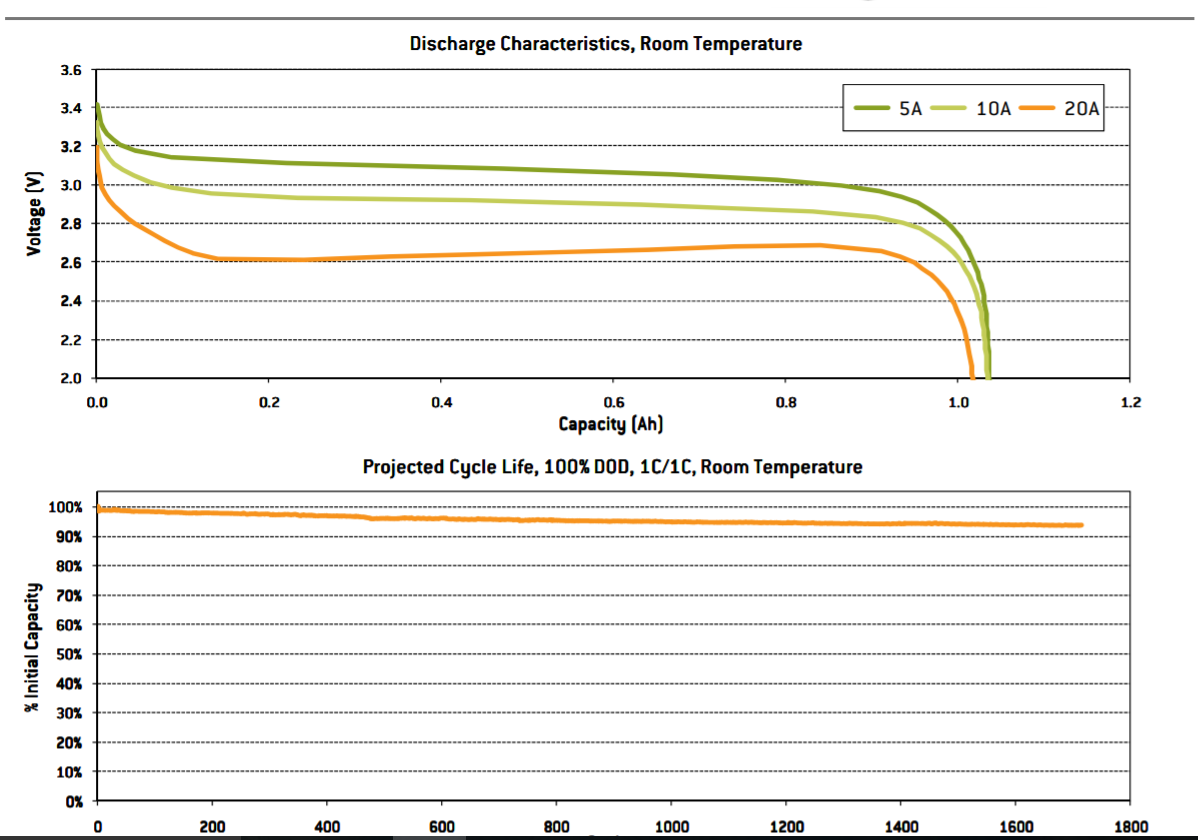 Discharge Characteristics, Room Temperature
3.6
3.4
3.2
3.0
2.8
2.6
2.4
2.2
2.0
Voltage (V)
5A 10A 20A
0.0 0.2 0.4 0.6 0.8 1.0 1.2
Capacity (Ah)
Projected Cycle Life, 100% DOD, 1C/1C, Room Temperature
100%
90%
80%
70%
60%
50%
40%
30%
20%
10%
0%
% Initial Capacity
0 200 400 600 800 1000 1200 1400 1600 1800